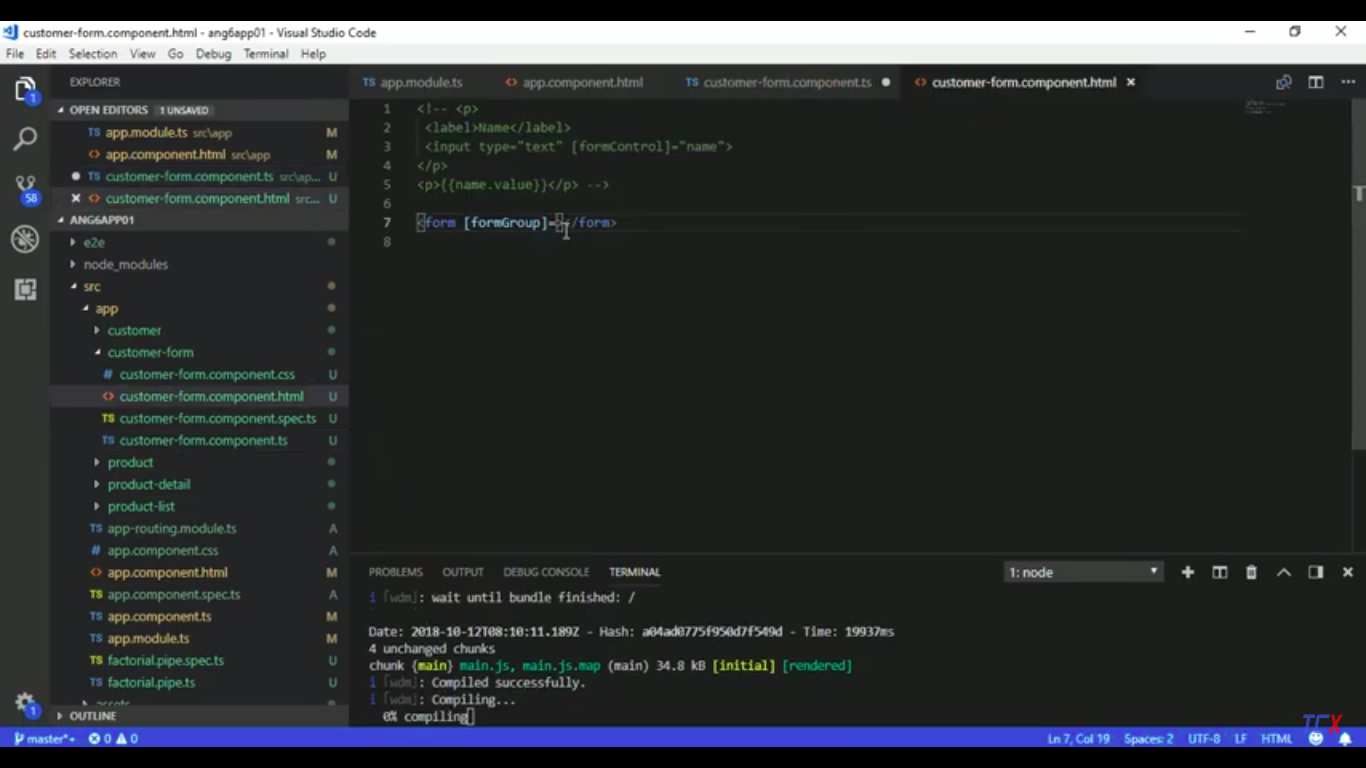 customer-form.component.html - ang6app01 - Visual Studio Code
File Edit Selection View Go Debug Terminal Help
EXPLORER
OPEN EDITORS 1 UNSAVED
TS app.module.ts src\app M
<> app.component.html src\app M
TS customer-form.component.ts src\ap... U
<> customer-form.component.html src... U
ANG6APP01
e2e
node_modules
src
app
customer
customer-form
# customer-form.component.css U
<> customer-form.component.html U
TS customer-form.component.spec.ts U
TS customer-form.component.ts U
product
product-detail
product-list
TS app-routing.module.ts A
# app.component.css A
<> app.component.html M
TS app.component.spec.ts A
TS app.component.ts M
TS app.module.ts M
TS factorial.pipe.spec.ts U
TS factorial.pipe.ts U
assets
OUTLINE
1
58
1
TS app.module.ts <> app.component.html TS customer-form.component.ts <> customer-form.component.html
1 <!-- <p>
2 <label>Name</label>
3 <input type="text" [formControl]="name">
4 </p>
5 <p>{{name.value}}</p> -->
6
7 <form [formGroup]=></form>
8
PROBLEMS OUTPUT DEBUG CONSOLE TERMINAL 1: node
i ｢wdm｣: wait until bundle finished: /
Date: 2018-10-12T08:10:11.189Z - Hash: a04ad0775f950d7f549d - Time: 19937ms
4 unchanged chunks
chunk {main} main.js, main.js.map (main) 34.8 kB [initial] [rendered]
i ｢wdm｣: Compiled successfully.
i ｢wdm｣: Compiling...
0% compiling
TCX
master*+ 0 0 Ln 7, Col 19 Spaces: 2 UTF-8 LF HTML